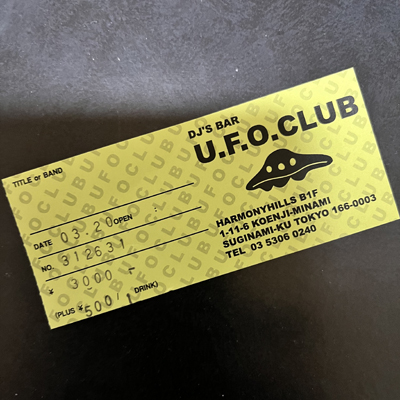 DJ'S BAR
U.F.O.CLUB
HARMONYHILLS B1F
1-11-6 KOENJI-MINAMI
SUGINAMI-KU TOKYO 166-0003
TEL 03 5306 0240
TITLE or BAND
DATE 03.20 OPEN :
NO. 312631
¥ 3000 -
(PLUS ¥ 500/1 DRINK)